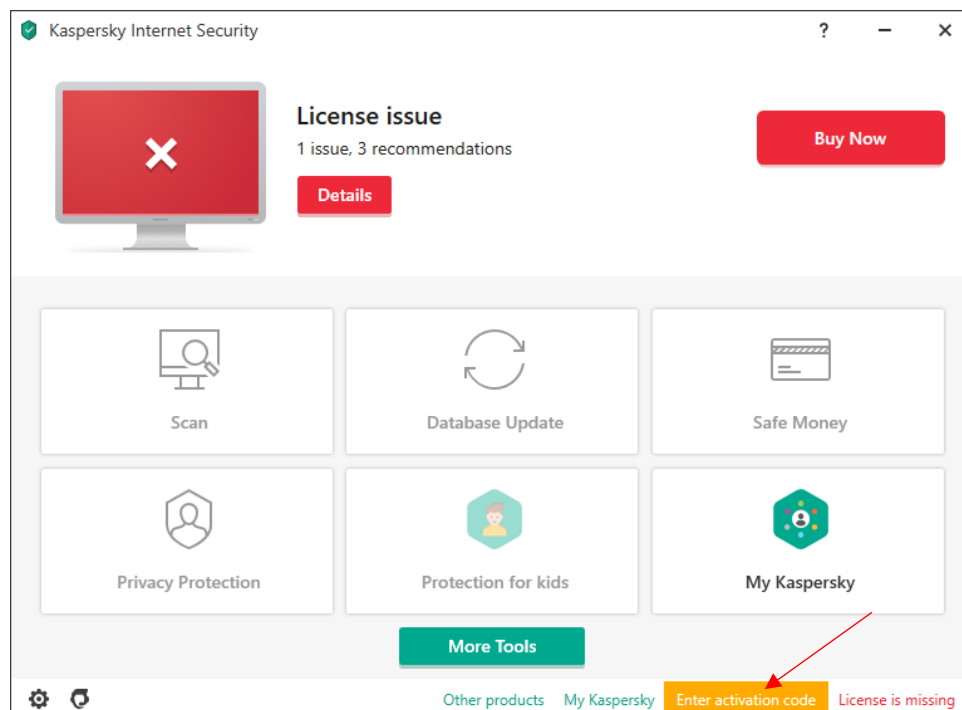 Kaspersky Internet Security
?
License issue
1 issue, 3 recommendations
Buy Now
Details
Scan
Database Update
Safe Money
Privacy Protection
Protection for kids
My Kaspersky
More Tools
Other products My Kaspersky Enter activation code License is missing